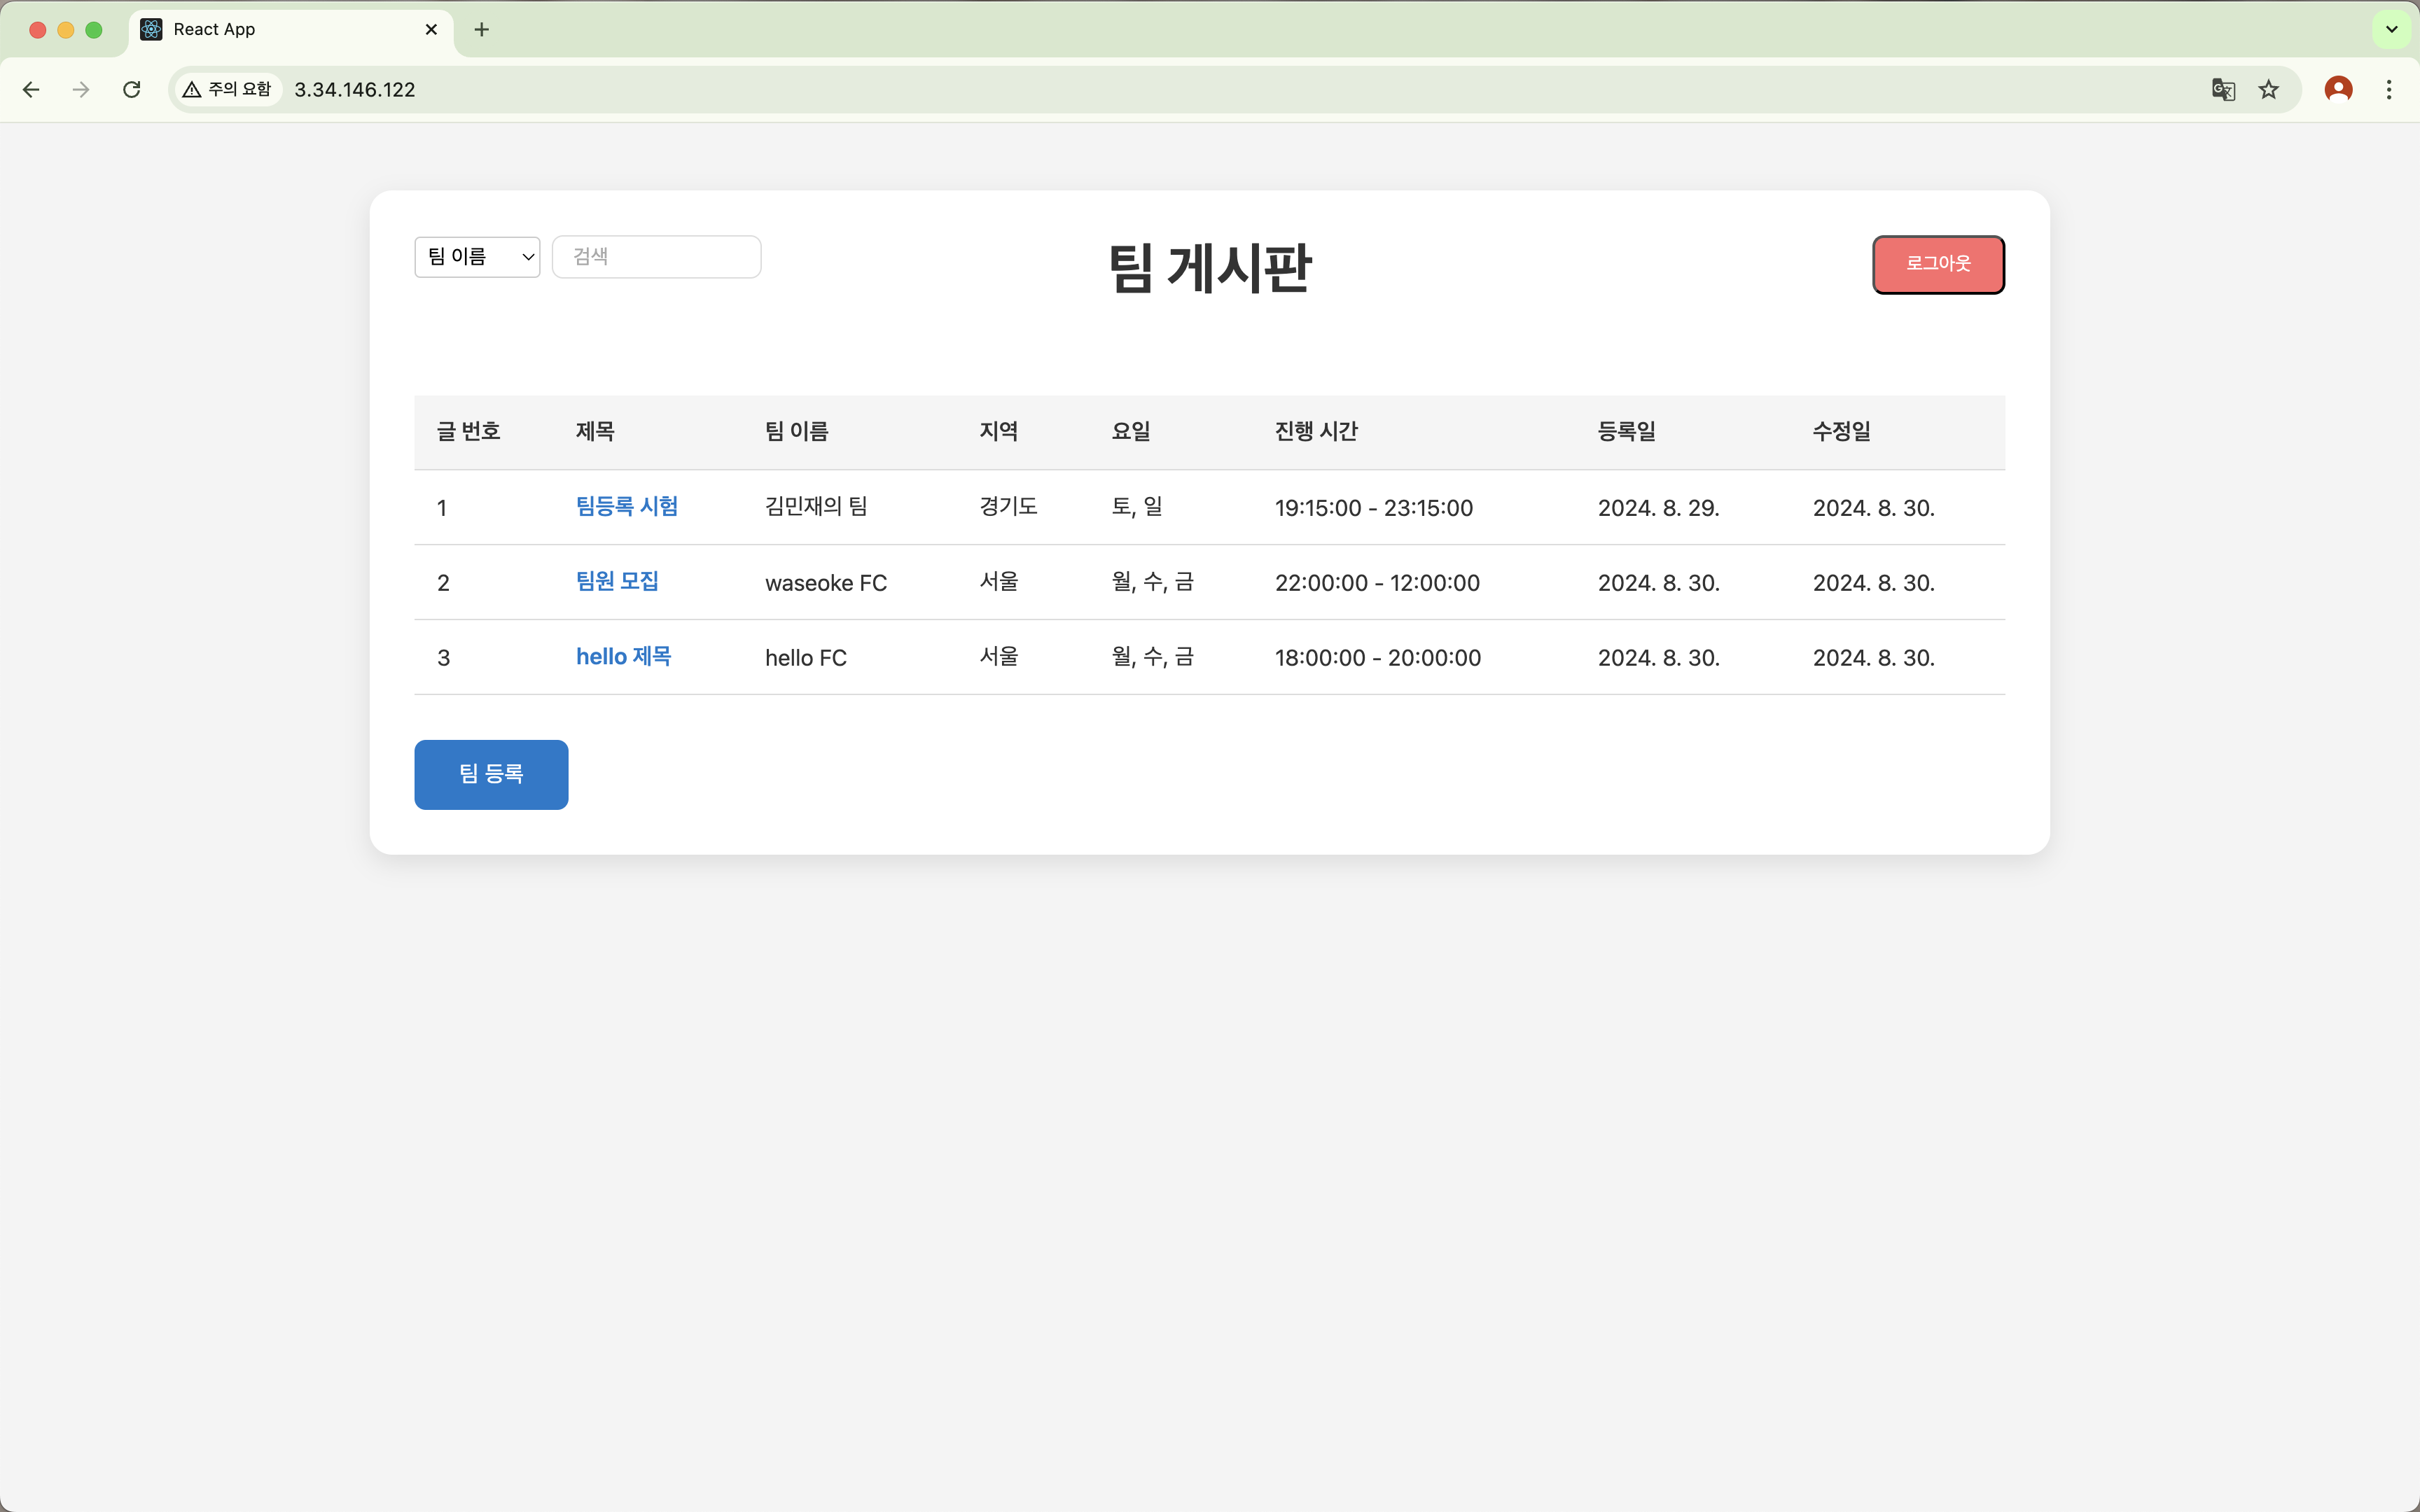 React App
주의 요함 3.34.146.122
팀 이름 검색 팀 게시판 로그아웃
글 번호 제목 팀 이름 지역 요일 진행 시간 등록일 수정일
1 팀등록 시험 김민재의 팀 경기도 토, 일 19:15:00 - 23:15:00 2024. 8. 29. 2024. 8. 30.
2 팀원 모집 waseoke FC 서울 월, 수, 금 22:00:00 - 12:00:00 2024. 8. 30. 2024. 8. 30.
3 hello 제목 hello FC 서울 월, 수, 금 18:00:00 - 20:00:00 2024. 8. 30. 2024. 8. 30.
팀 등록